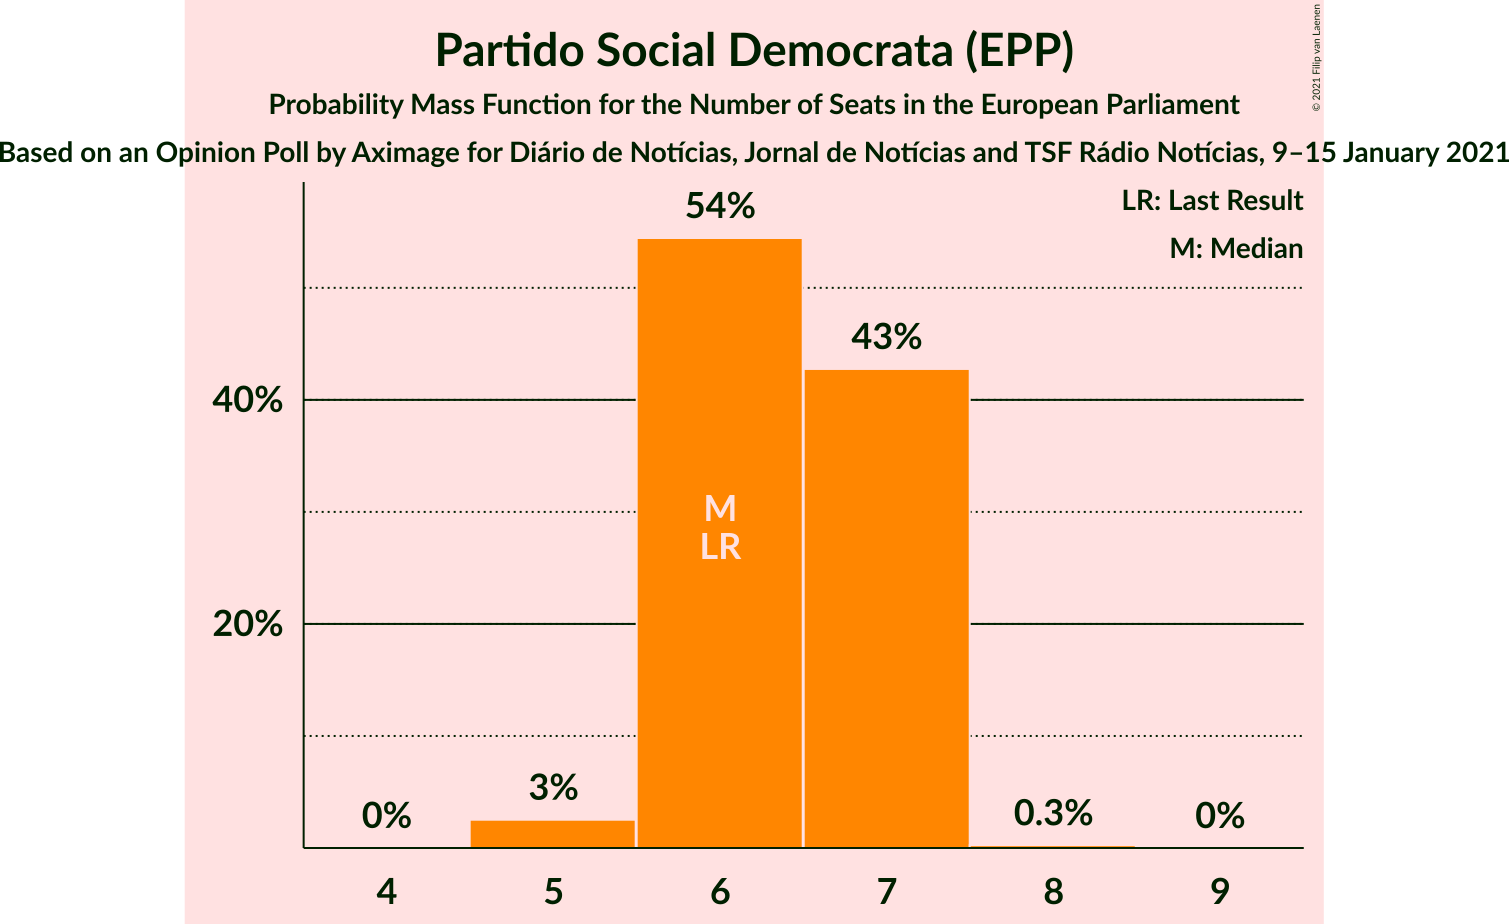 Partido Social Democrata (EPP)
Probability Mass Function for the Number of Seats in the European Parliament
Based on an Opinion Poll by Aximage for Diário de Notícias, Jornal de Notícias and TSF Rádio Notícias, 9–15 January 2021
© 2021 Filip van Laenen
LR: Last Result
M: Median
54%
43%
40%
M
LR
20%
3%
0%
0.3%
0%
4 5 6 7 8 9